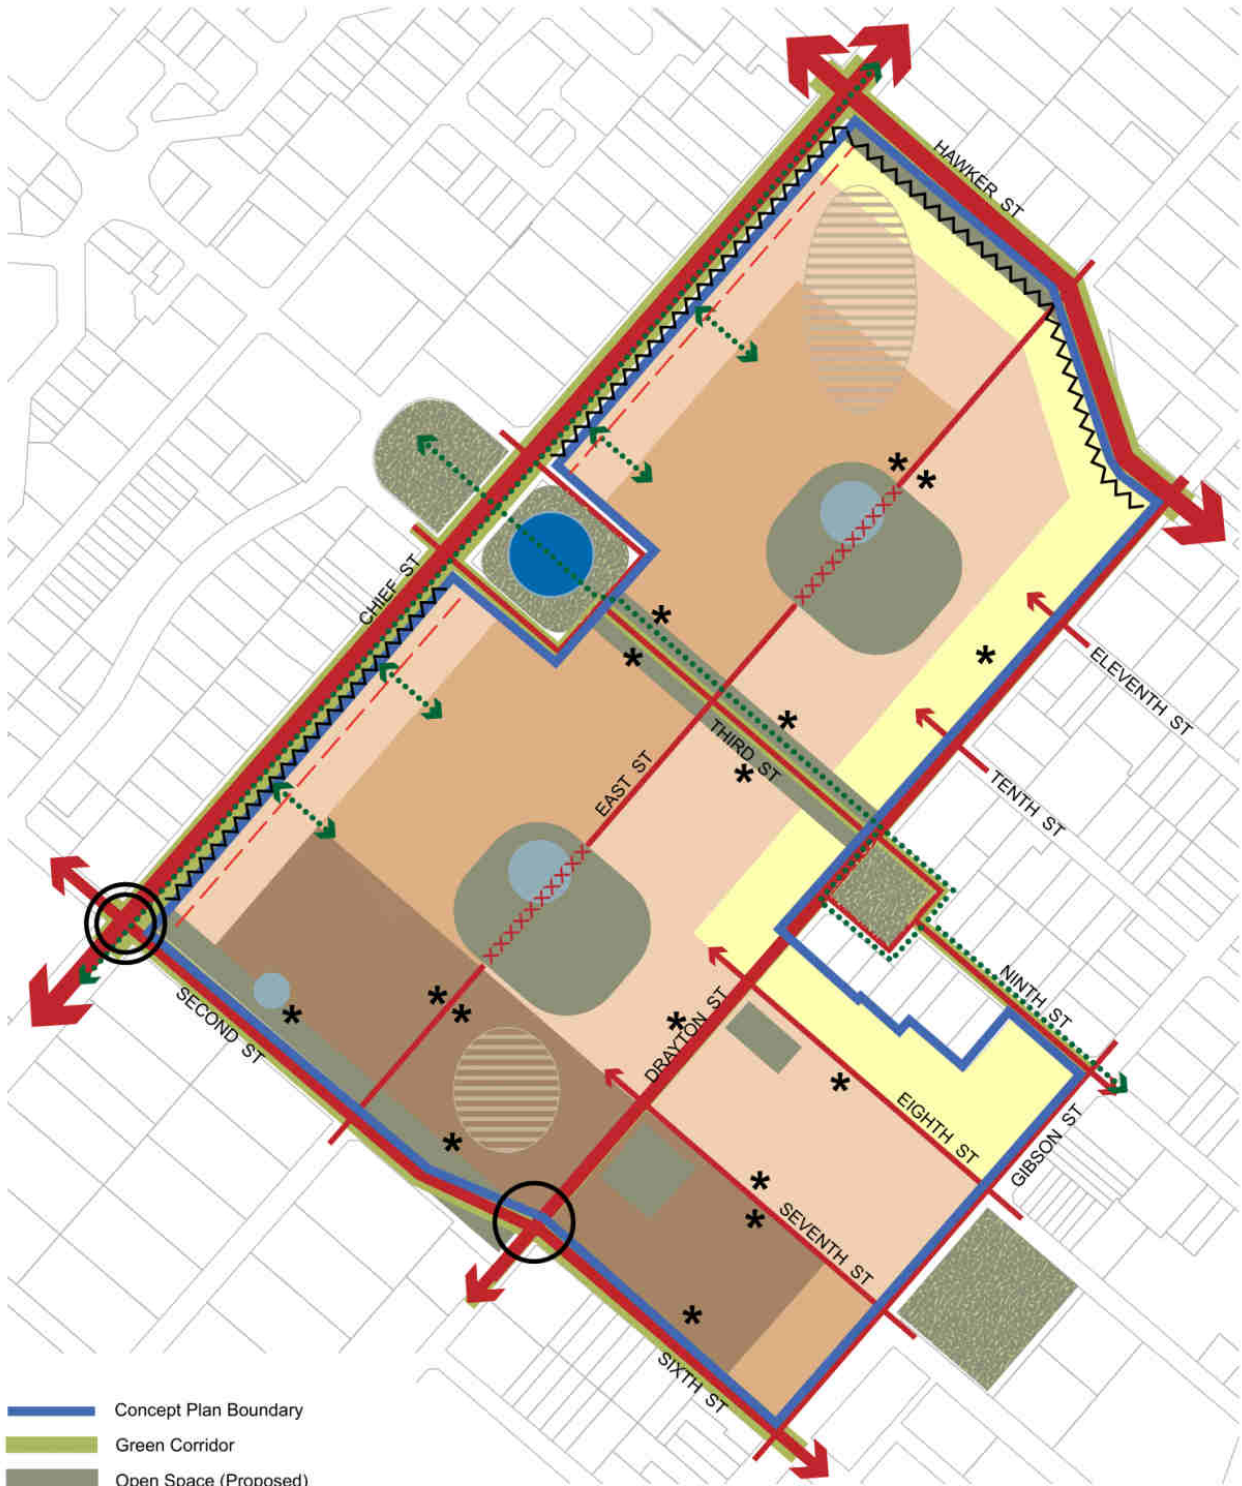 HAWKER ST
CHIEF ST
ELEVENTH ST
THIRD ST
EAST ST
TENTH ST
SECOND ST
DRAYTON ST
NINTH ST
EIGHTH ST
GIBSON ST
SEVENTH ST
SIXTH ST
Concept Plan Boundary
Green Corridor
Open Space (Proposed)